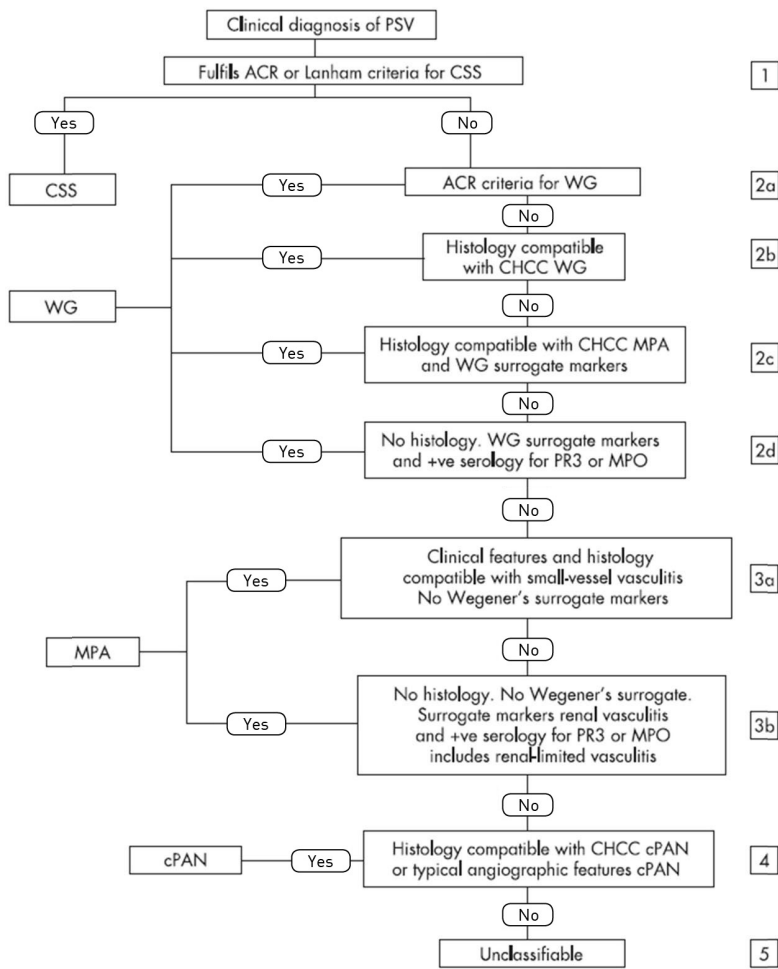 Clinical diagnosis of PSV
Fulfils ACR or Lanham criteria for CSS
1
Yes
No
CSS
Yes
ACR criteria for WG
2a
No
Yes
Histology compatible
with CHCC WG
2b
WG
No
Yes
Histology compatible with CHCC MPA
and WG surrogate markers
2c
No
Yes
No histology. WG surrogate markers
and +ve serology for PR3 or MPO
2d
No
Yes
Clinical features and histology
compatible with small-vessel vasculitis
No Wegener's surrogate markers
3a
MPA
No
Yes
No histology. No Wegener's surrogate.
Surrogate markers renal vasculitis
and +ve serology for PR3 or MPO
includes renal-limited vasculitis
3b
No
cPAN
Yes
Histology compatible with CHCC cPAN
or typical angiographic features cPAN
4
No
Unclassifiable
5